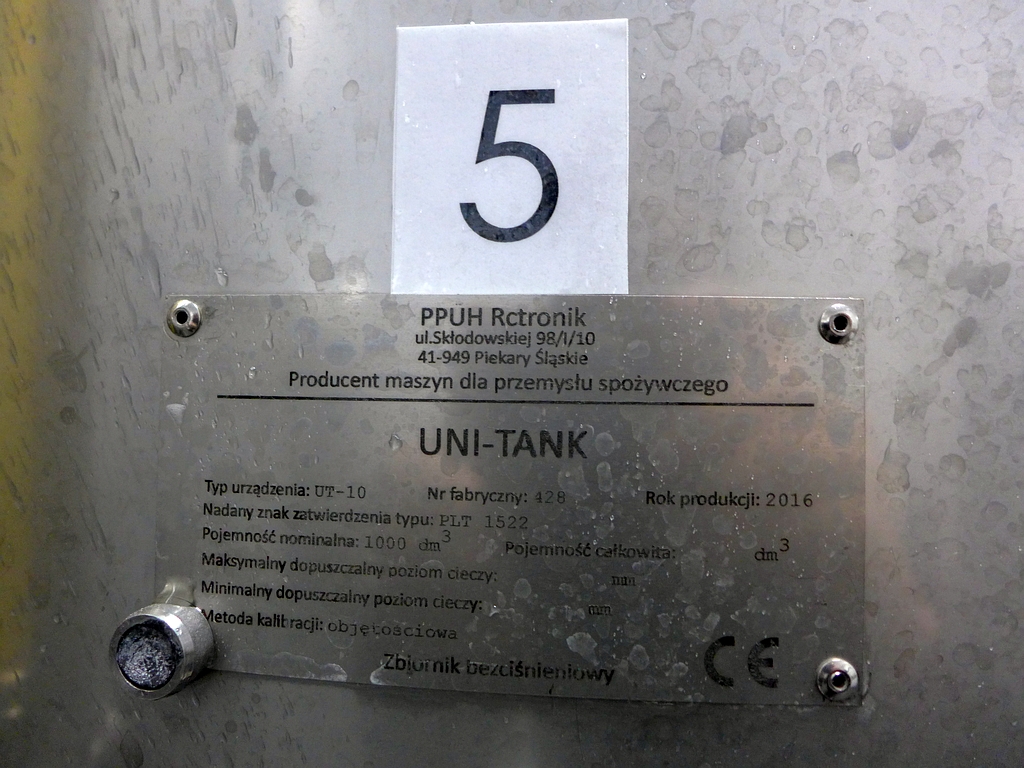 5
PPUH Rctronik
ul.Skłodowskiej 98/I/10
41-949 Piekary Śląskie
Producent maszyn dla przemysłu spożywczego
UNI-TANK
Typ urządzenia: UT-10 Nr fabryczny: 428 Rok produkcji: 2016
Nadany znak zatwierdzenia typu: PLT 1522
Pojemność nominalna: 1000 dm³ Pojemność całkowita: dm³
Maksymalny dopuszczalny poziom cieczy: mm
Minimalny dopuszczalny poziom cieczy: mm
Metoda kalibracji: objętościowa
Zbiornik bezciśnieniowy CE